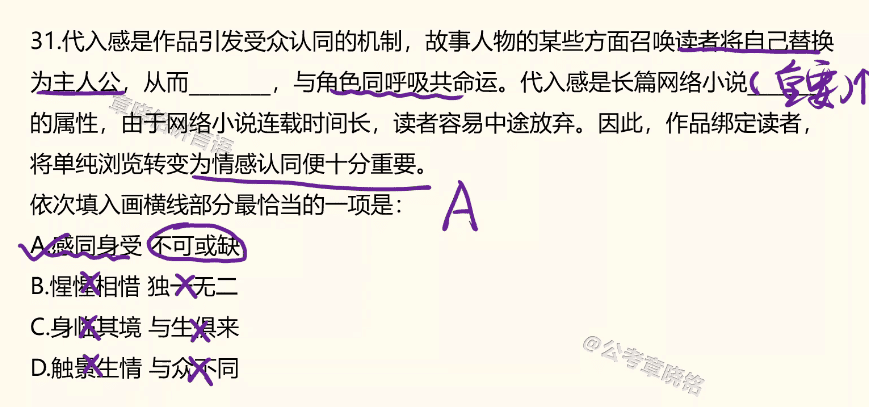 31.代入感是作品引发受众认同的机制，故事人物的某些方面召唤读者将自己替换
为主人公，从而________，与角色同呼吸共命运。代入感是长篇网络小说________(重要)
的属性，由于网络小说连载时间长，读者容易中途放弃。因此，作品绑定读者，
将单纯浏览转变为情感认同便十分重要。
依次填入画横线部分最恰当的一项是：
A
A.感同身受 不可或缺
B.惺惺相惜 独一无二
C.身临其境 与生俱来
D.触景生情 与众不同
章晓铭教育言语
@公考章晓铭